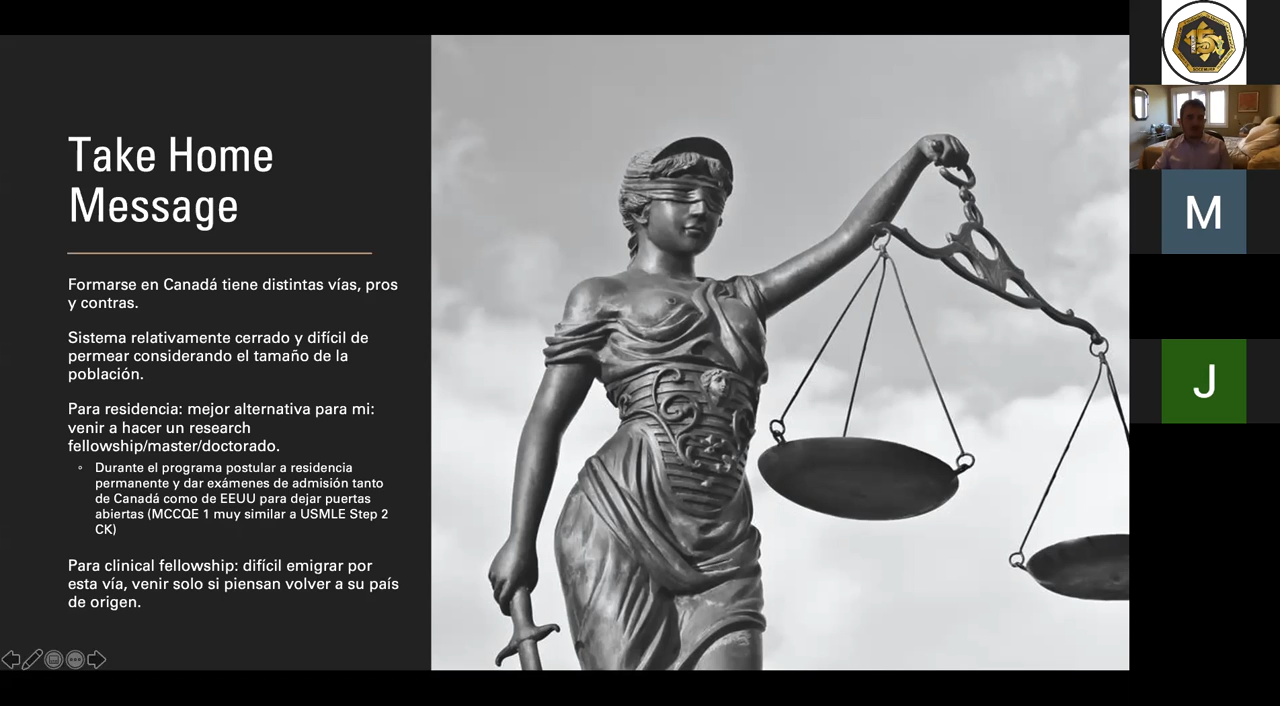 Take Home
Message
Formarse en Canadá tiene distintas vías, pros
y contras.
Sistema relativamente cerrado y difícil de
permear considerando el tamaño de la
población.
Para residencia: mejor alternativa para mi:
venir a hacer un research
fellowship/master/doctorado.
Durante el programa postular a residencia
permanente y dar exámenes de admisión tanto
de Canadá como de EEUU para dejar puertas
abiertas (MCCQE 1 muy similar a USMLE Step 2
CK)
Para clinical fellowship: difícil emigrar por
esta vía, venir solo si piensan volver a su país
de origen.
M
J